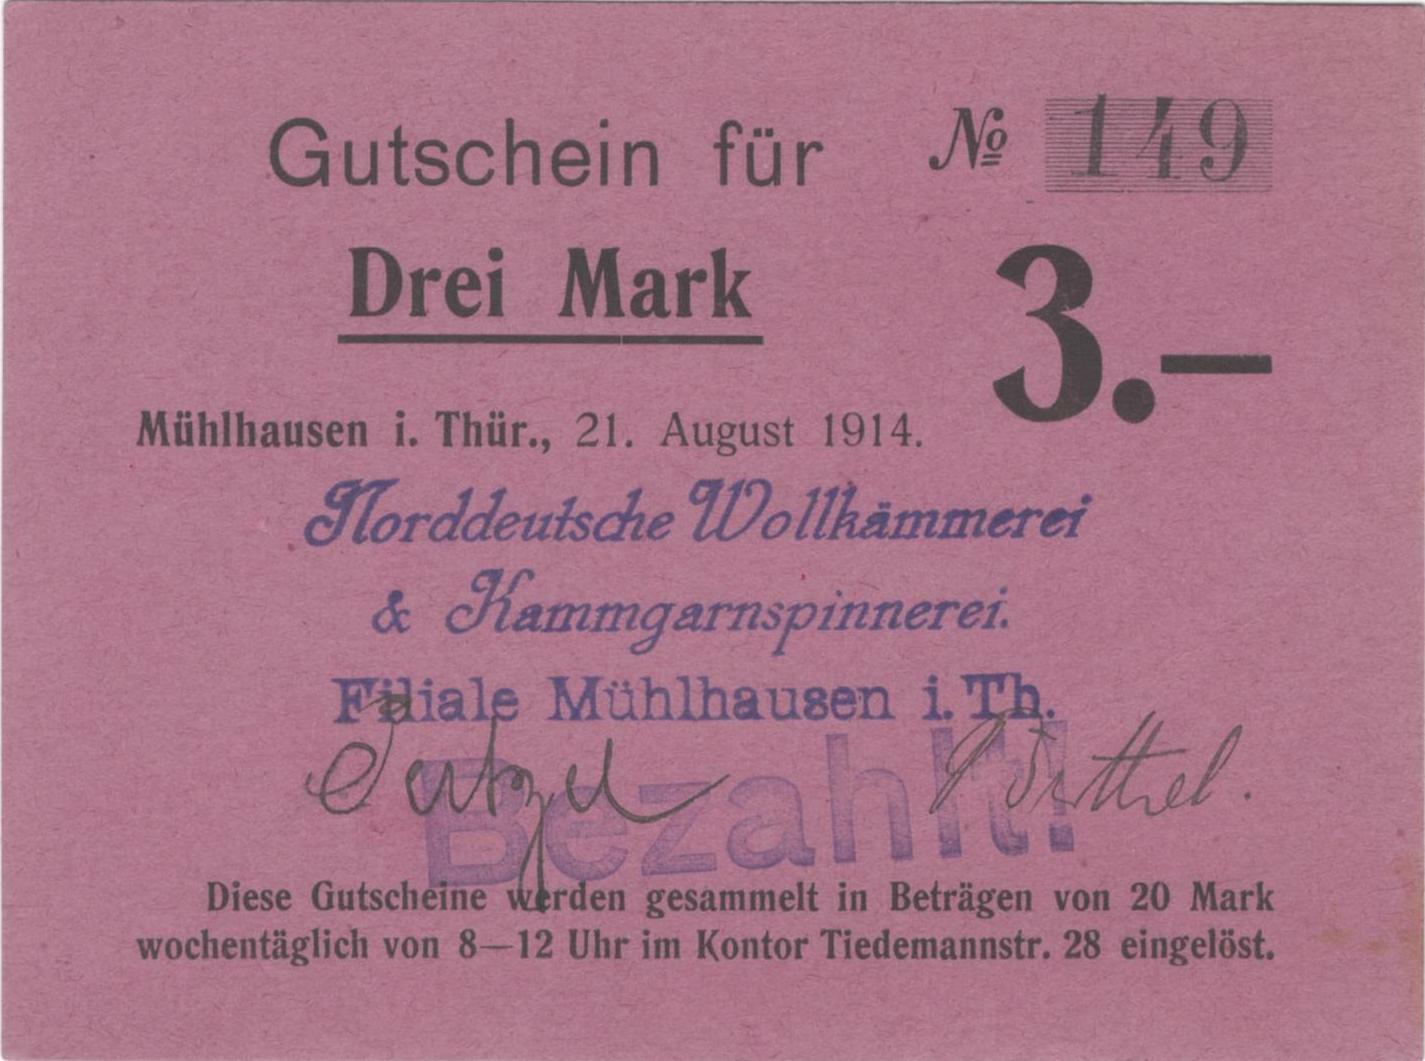 Gutschein für
№ 149
Drei Mark
3.—
Mühlhausen i. Thür., 21. August 1914.
Norddeutsche Wollkämmerei
& Kammgarnspinnerei.
Filiale Mühlhausen i. Th.
Bezahlt!
Diese Gutscheine werden gesammelt in Beträgen von 20 Mark
wochentäglich von 8—12 Uhr im Kontor Tiedemannstr. 28 eingelöst.